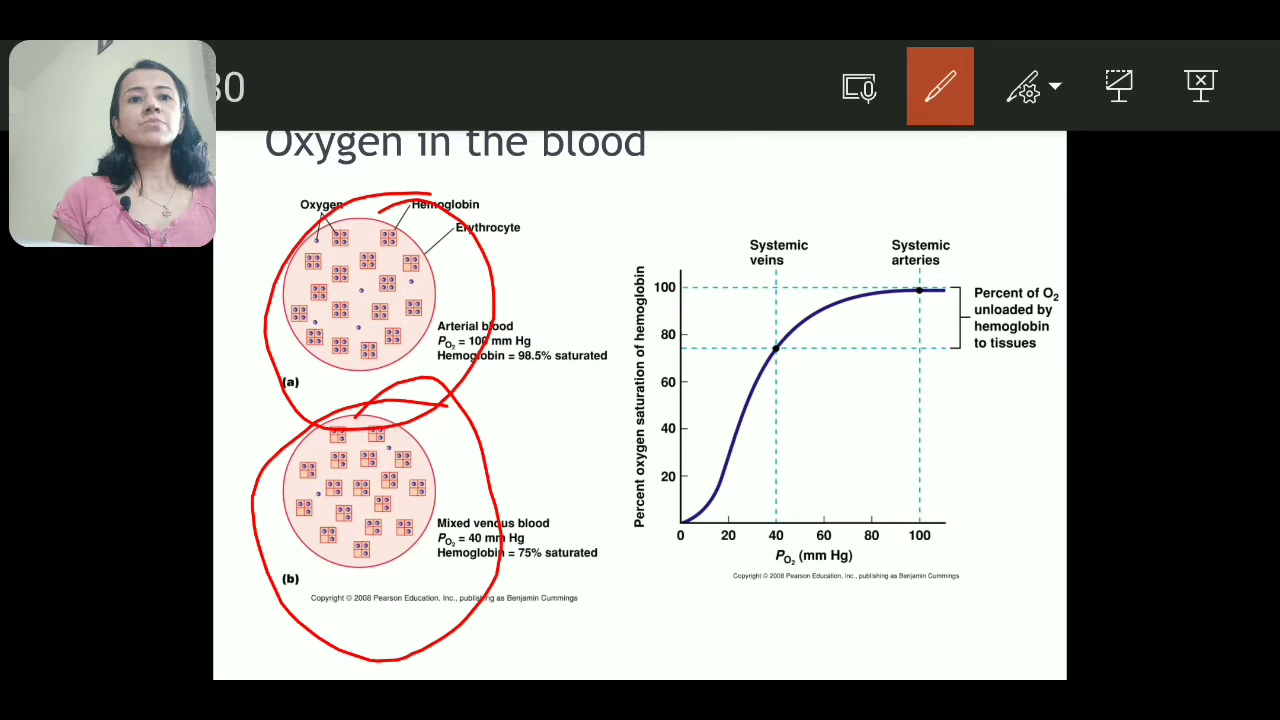 30
Oxygen in the blood
Oxygen
Hemoglobin
Erythrocyte
Arterial blood
PO2 = 100 mm Hg
Hemoglobin = 98.5% saturated
(a)
Mixed venous blood
PO2 = 40 mm Hg
Hemoglobin = 75% saturated
(b)
Copyright © 2008 Pearson Education, Inc., publishing as Benjamin Cummings
Systemic
veins
Systemic
arteries
Percent oxygen saturation of hemoglobin
100
80
60
40
20
0 20 40 60 80 100
PO2 (mm Hg)
Percent of O2
unloaded by
hemoglobin
to tissues
Copyright © 2008 Pearson Education, Inc., publishing as Benjamin Cummings